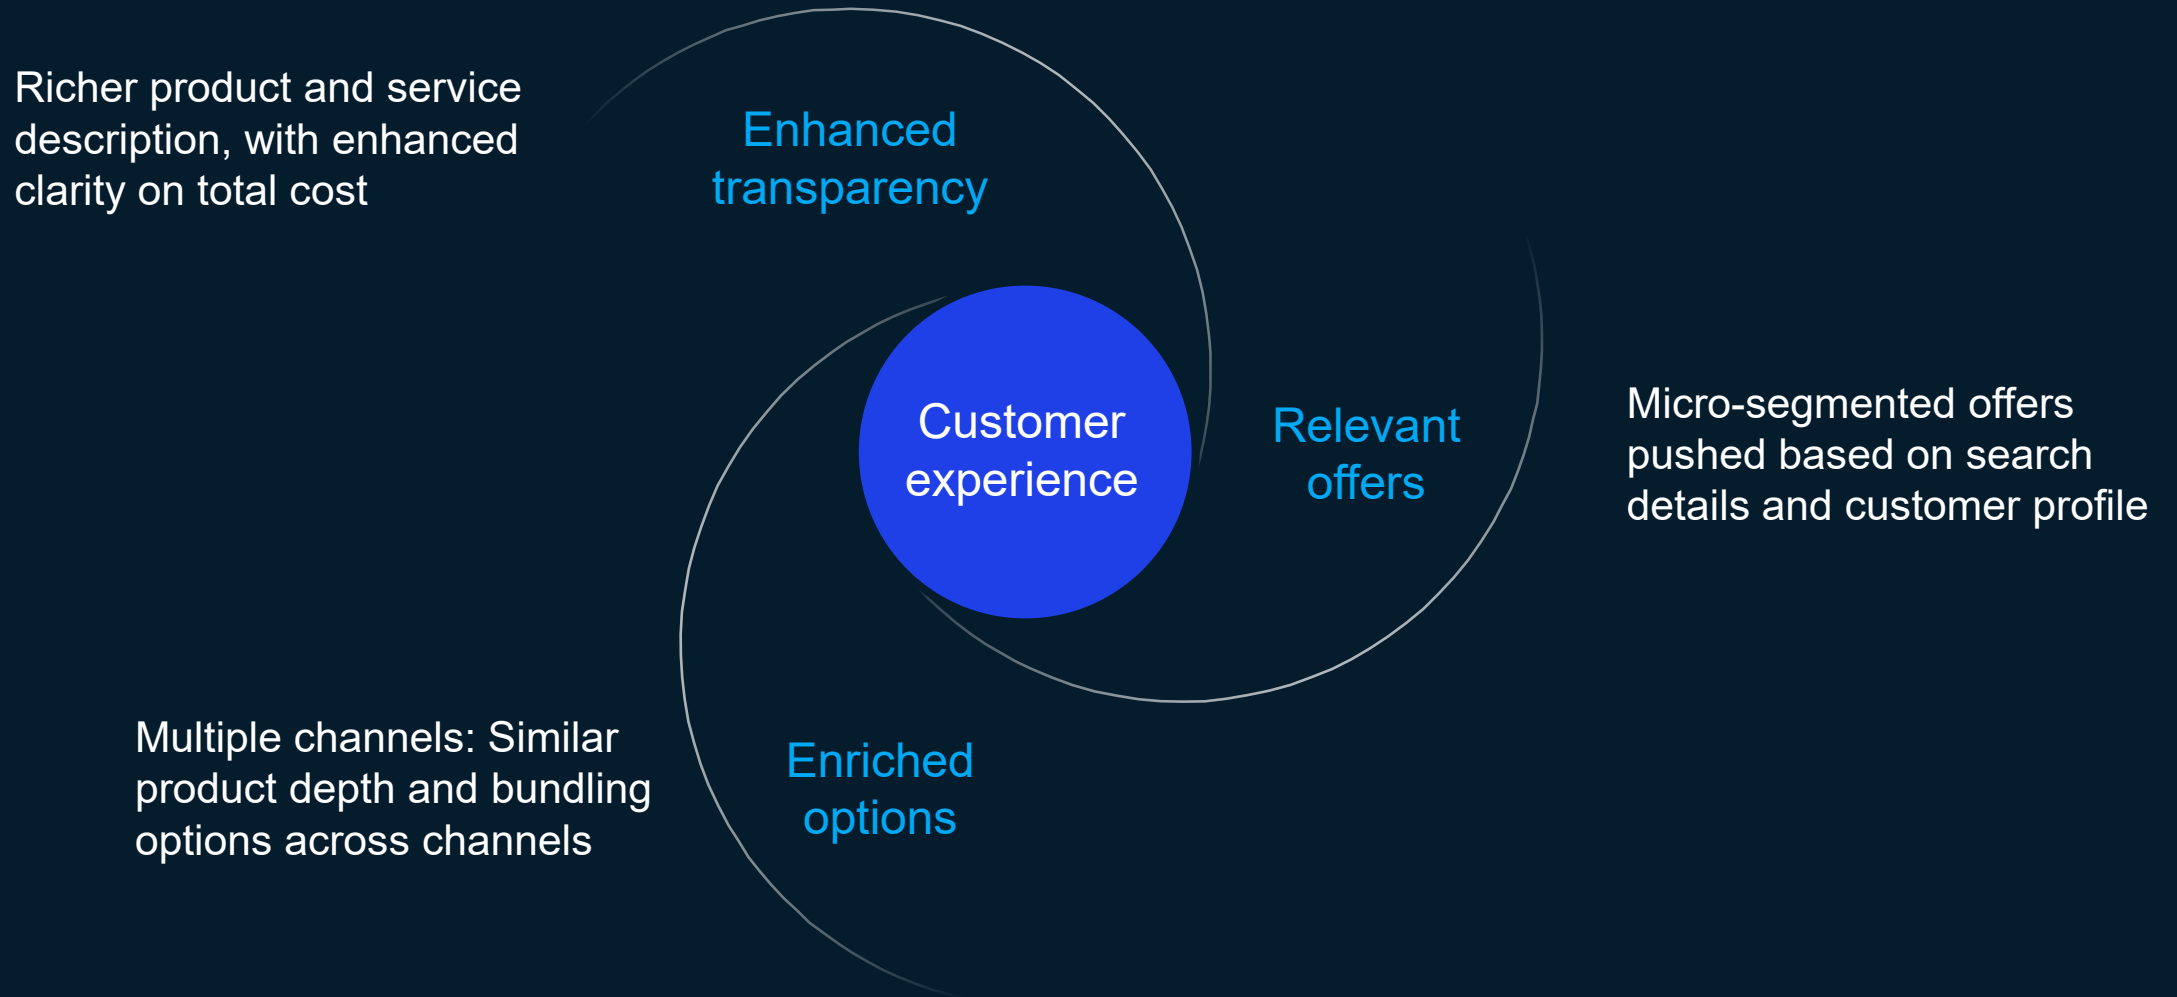 Richer product and service
description, with enhanced
clarity on total cost
Enhanced
transparency
Customer
experience
Relevant
offers
Micro-segmented offers
pushed based on search
details and customer profile
Multiple channels: Similar
product depth and bundling
options across channels
Enriched
options